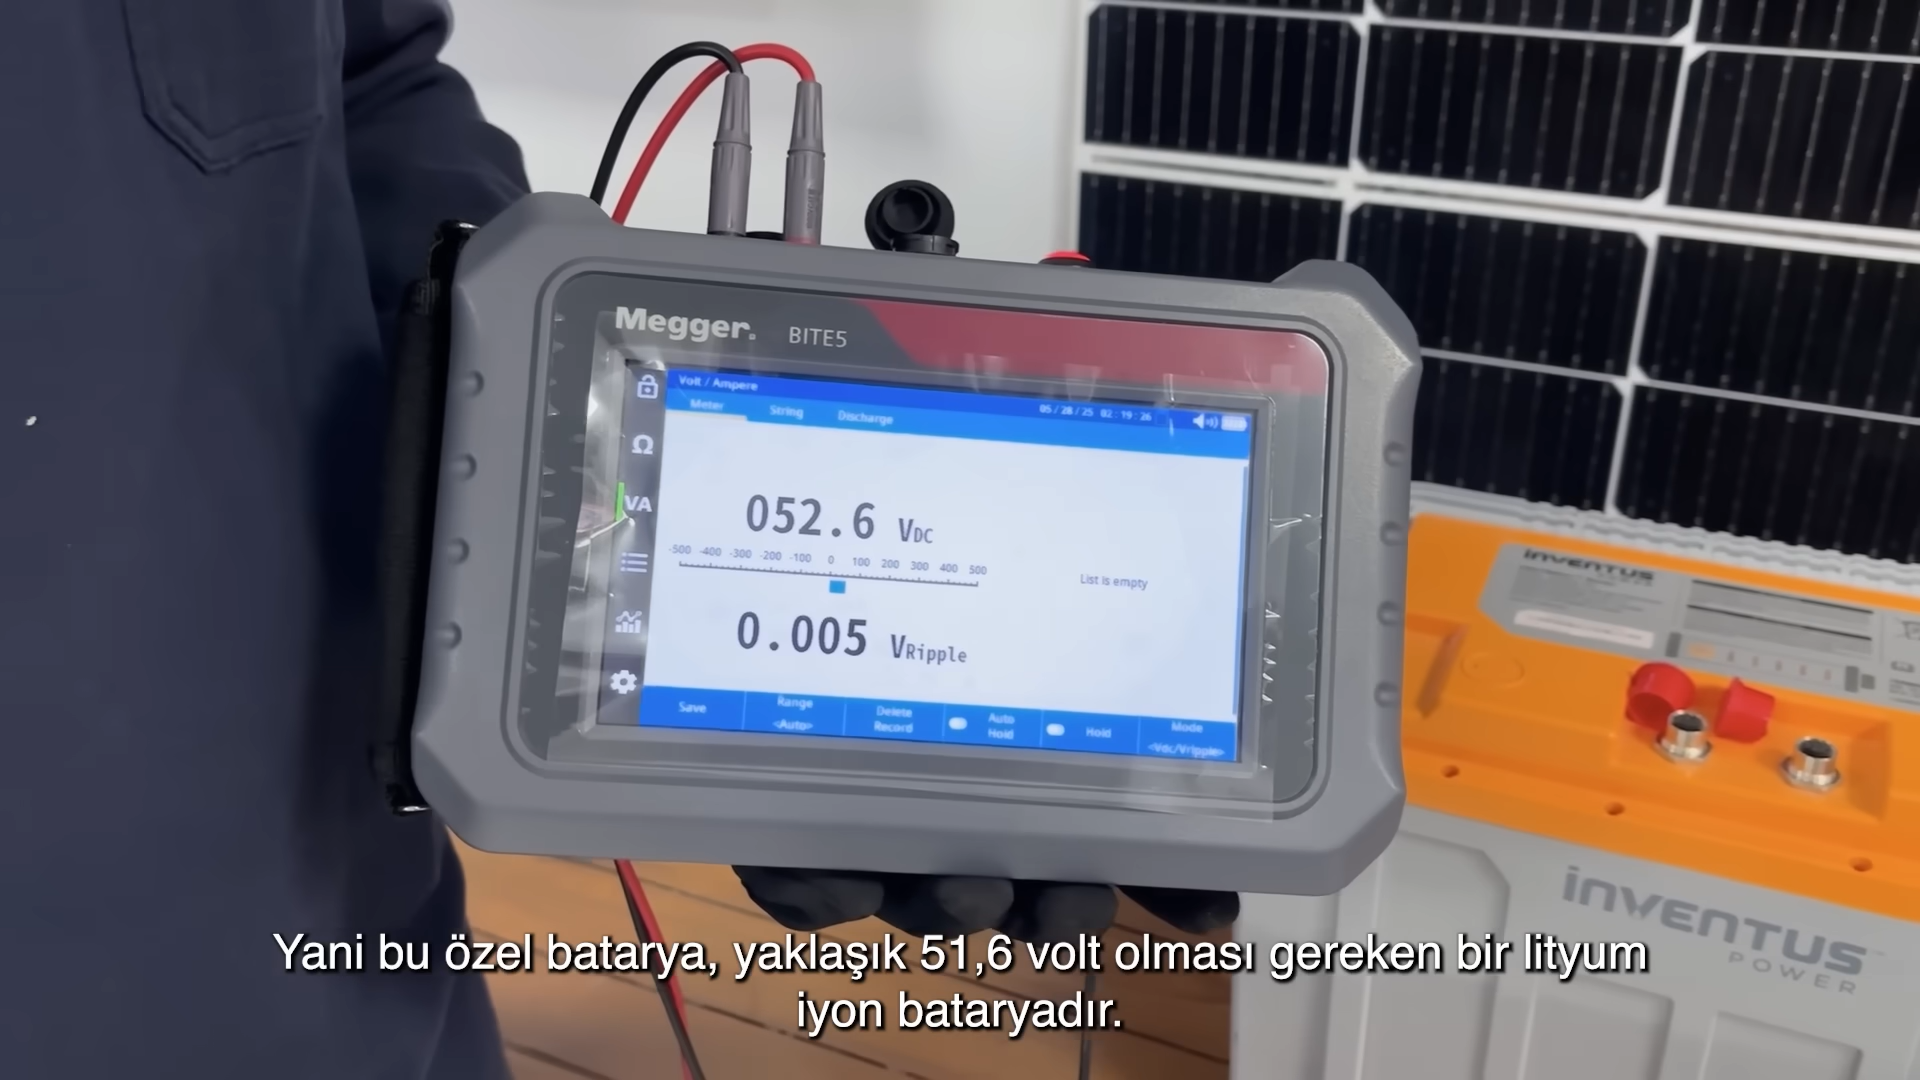 Megger. BITE5
Volt / Ampere
Meter String Discharge 05 / 28 / 25 02 : 19 : 26
Ω
VA
052.6 VDC
-500 -400 -300 -200 -100 0 100 200 300 400 500
List is empty
0.005 VRipple
Save Range <Auto> Delete Record Auto Hold Hold Mode <Vdc/Vripple>
INVENTUS
INVENTUS
POWER
Yani bu özel batarya, yaklaşık 51,6 volt olması gereken bir lityum
iyon bataryadır.